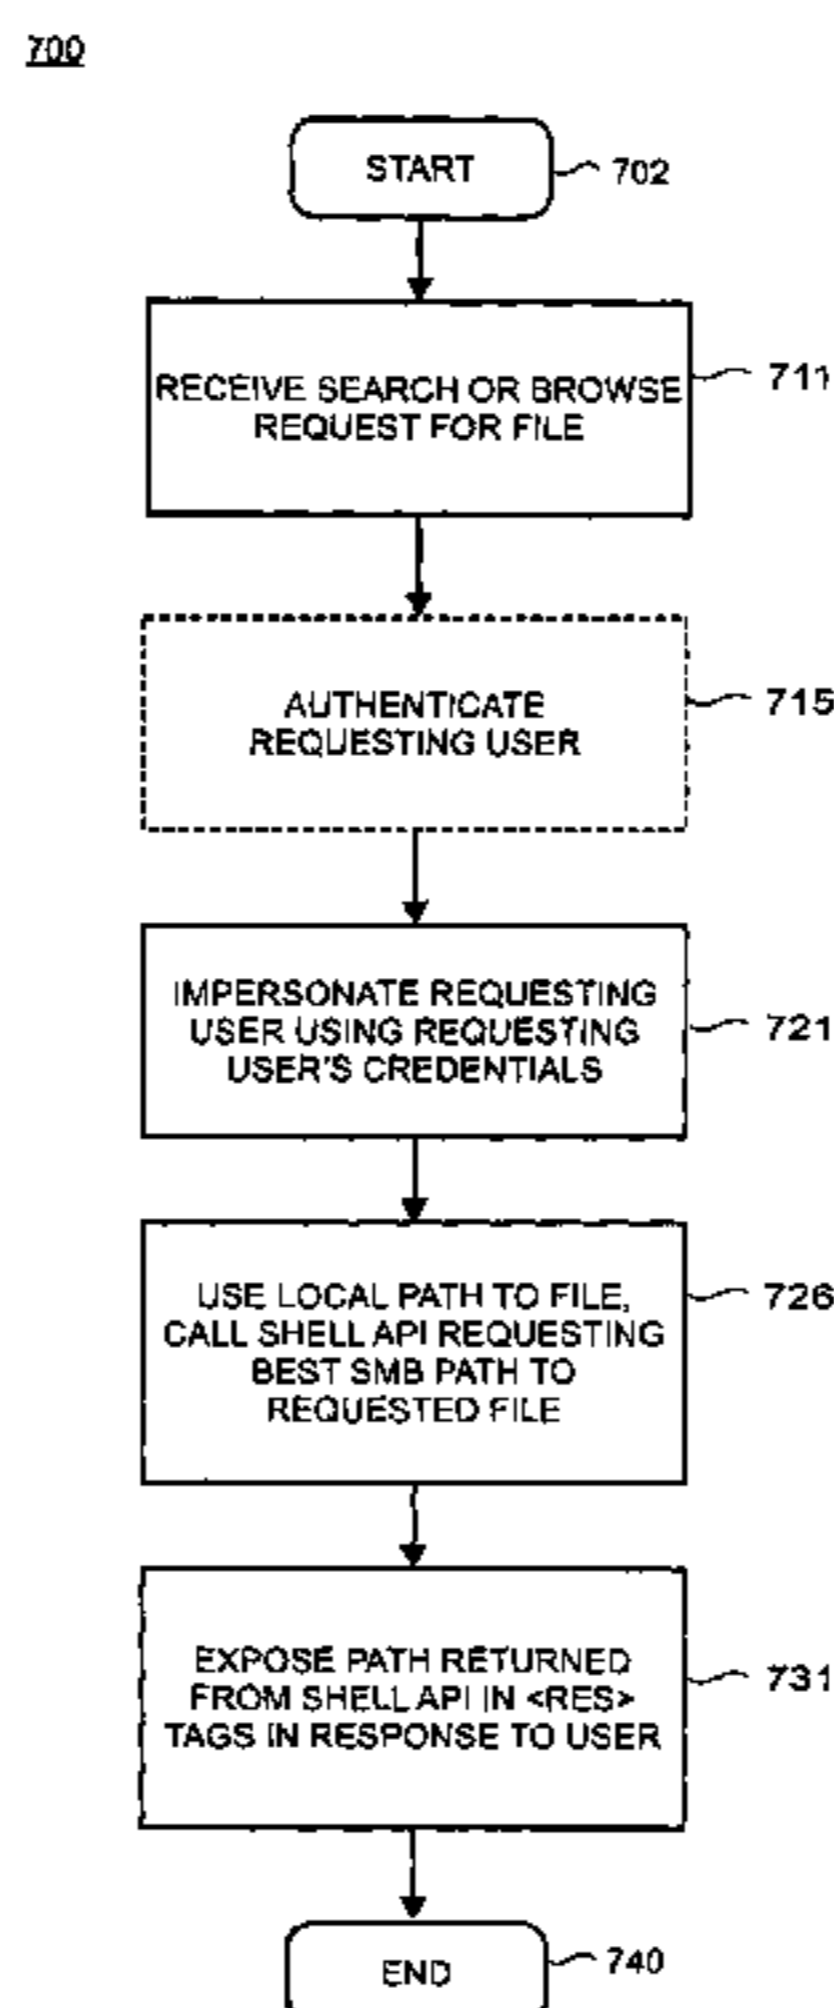 700
START
702
RECEIVE SEARCH OR BROWSE
REQUEST FOR FILE
711
AUTHENTICATE
REQUESTING USER
715
IMPERSONATE REQUESTING
USER USING REQUESTING
USER'S CREDENTIALS
721
USE LOCAL PATH TO FILE,
CALL SHELL API REQUESTING
BEST SMB PATH TO
REQUESTED FILE
726
EXPOSE PATH RETURNED
FROM SHELL API IN <RES>
TAGS IN RESPONSE TO USER
731
END
740